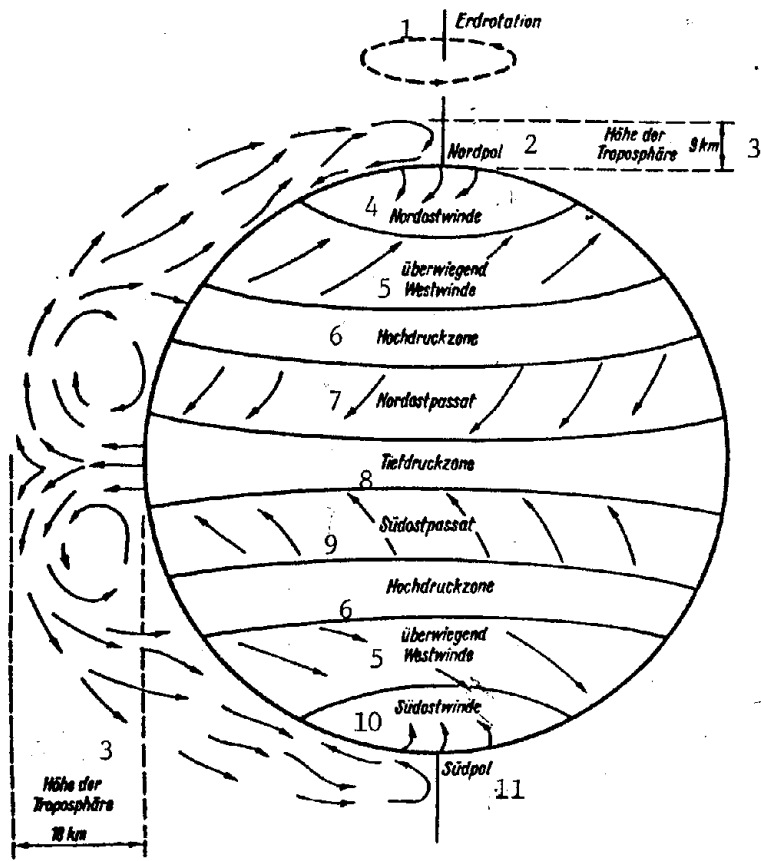 1 Erdrotation
Nordpol 2 Höhe der Troposphäre 9 km 3
4 Nordostwinde
5 überwiegend
Westwinde
6 Hochdruckzone
7 Nordostpassat
Tiefdruckzone
8
Südostpassat
9
Hochdruckzone
6
überwiegend
5 Westwinde
10 Südostwinde
3
Südpol 11
Höhe der
Troposphäre
18 km